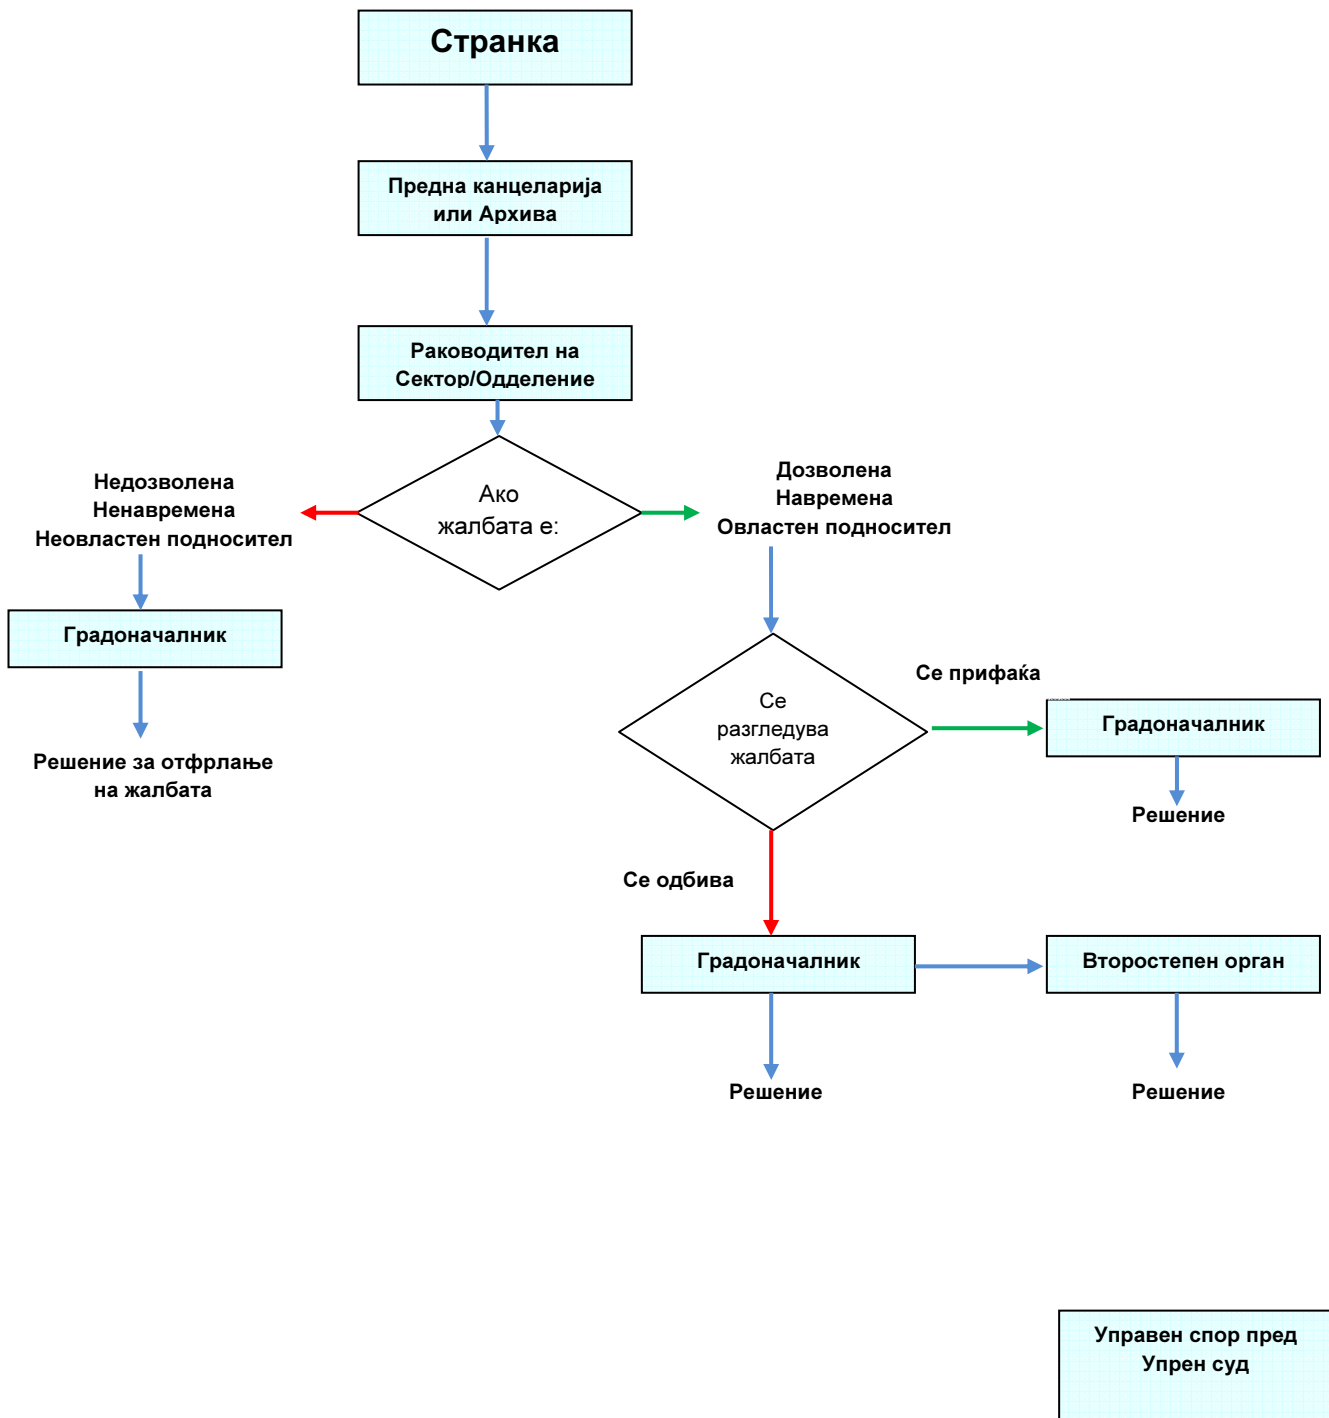 Странка
Предна канцеларија
или Архива
Раководител на
Сектор/Одделение
Ако
жалбата е:
Недозволена
Ненавремена
Неовластен подносител
Дозволена
Навремена
Овластен подносител
Градоначалник
Решение за отфрлање
на жалбата
Се
разгледува
жалбата
Се прифаќа
Градоначалник
Решение
Се одбива
Градоначалник
Второстепен орган
Решение
Решение
Управен спор пред
Упрен суд